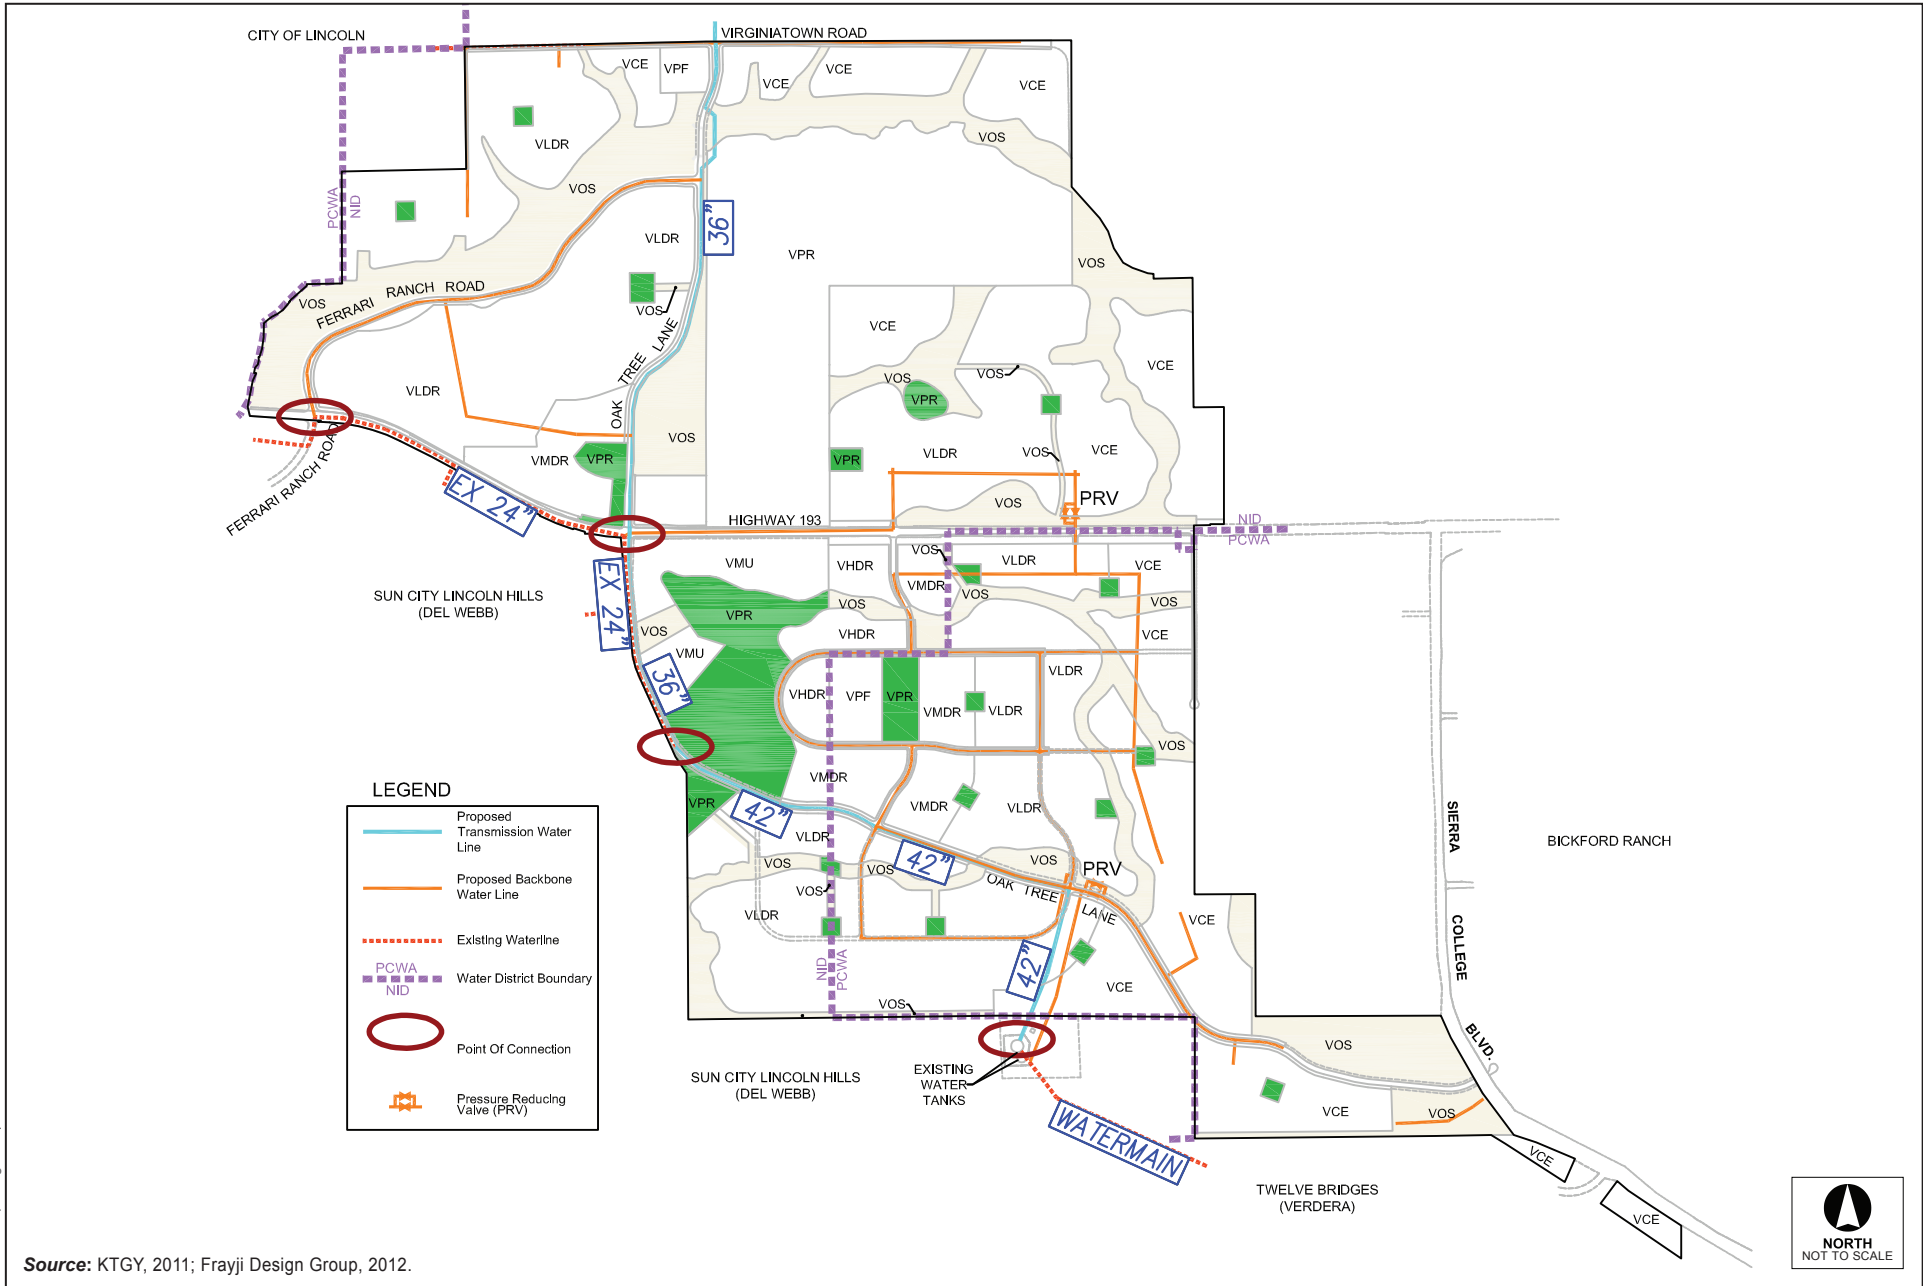 CITY OF LINCOLN
VIRGINIATOWN ROAD
VCE
VPF
VCE
VCE
VCE
VLDR
VOS
VOS
PCWA
NID
VLDR
36"
VPR
VOS
VOS
FERRARI RANCH ROAD
VOS
OAK TREE LANE
VCE
VCE
VLDR
VOS
VOS
VPR
VOS
VMDR
VPR
VPR
VLDR
VOS
VCE
FERRARI RANCH ROAD
EX 24"
VOS
PRV
HIGHWAY 193
NID
PCWA
VMU
VHDR
VOS
VLDR
VCE
SUN CITY LINCOLN HILLS
(DEL WEBB)
EX 24"
VMDR
VOS
VOS
VPR
VOS
VOS
VHDR
VCE
VMU
VLDR
36"
VHDR
VPF
VPR
VMDR
VLDR
VOS
VMDR
VPR
42"
VMDR
VLDR
VLDR
VOS
VOS
42"
VOS
PRV
VOS
OAK TREE LANE
VLDR
VCE
NID
PCWA
42"
VCE
VOS
SIERRA COLLEGE BLVD.
BICKFORD RANCH
VOS
EXISTING
WATER
TANKS
SUN CITY LINCOLN HILLS
(DEL WEBB)
WATERMAIN
VCE
VOS
VCE
VCE
TWELVE BRIDGES
(VERDERA)
LEGEND
Proposed
Transmission Water
Line
Proposed Backbone
Water Line
Existing Waterline
PCWA
NID
Water District Boundary
Point Of Connection
Pressure Reducing
Valve (PRV)
NORTH
NOT TO SCALE
Source: KTGY, 2011; Frayji Design Group, 2012.